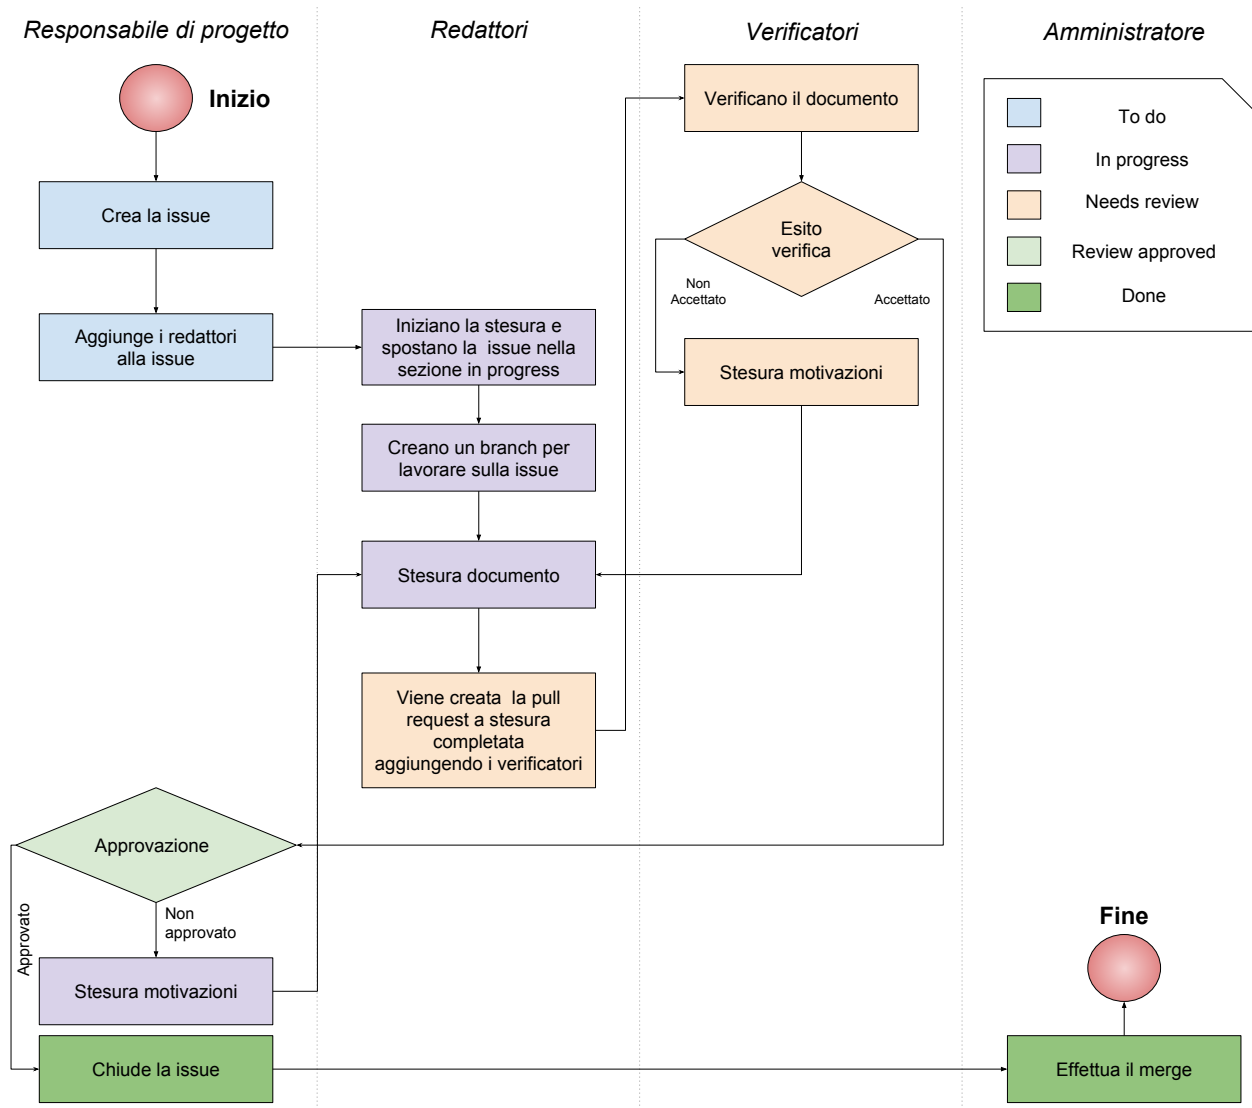 Responsabile di progetto
Redattori
Verificatori
Amministratore
Inizio
Crea la issue
Aggiunge i redattori
alla issue
Iniziano la stesura e
spostano la  issue nella
sezione in progress
Creano un branch per
lavorare sulla issue
Stesura documento
Viene creata  la pull
request a stesura
completata
aggiungendo i verificatori
Verificano il documento
Esito
verifica
Non
Accettato
Accettato
Stesura motivazioni
To do
In progress
Needs review
Review approved
Done
Approvazione
Approvato
Non
approvato
Stesura motivazioni
Chiude la issue
Fine
Effettua il merge